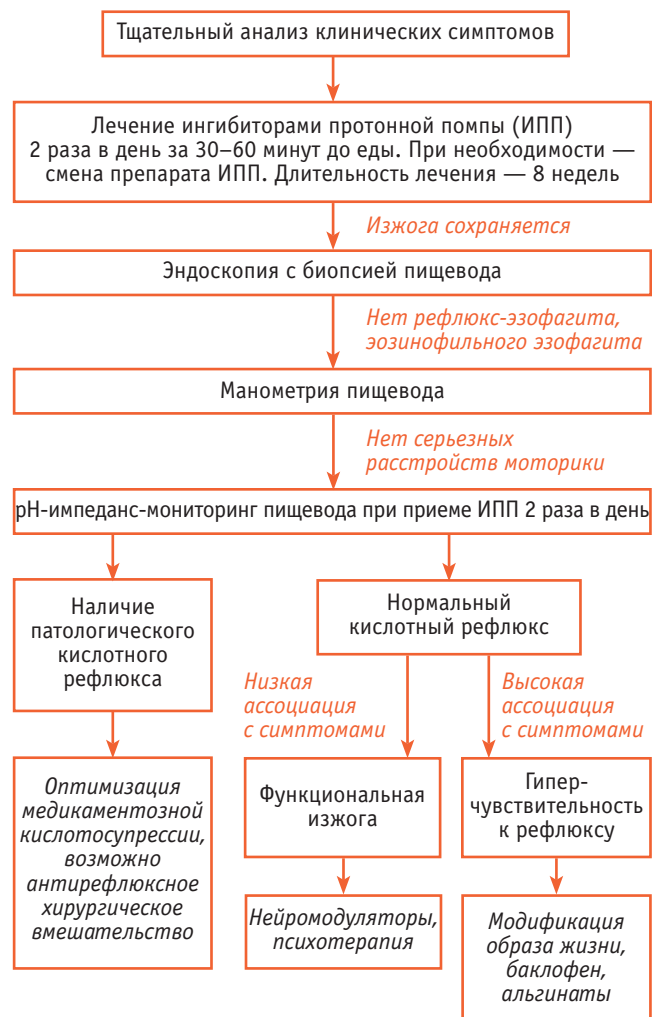 Тщательный анализ клинических симптомов
Лечение ингибиторами протонной помпы (ИПП)
2 раза в день за 30–60 минут до еды. При необходимости —
смена препарата ИПП. Длительность лечения — 8 недель
Изжога сохраняется
Эндоскопия с биопсией пищевода
Нет рефлюкс-эзофагита,
эозинофильного эзофагита
Манометрия пищевода
Нет серьезных
расстройств моторики
pH-импеданс-мониторинг пищевода при приеме ИПП 2 раза в день
Наличие
патологического
кислотного
рефлюкса
Нормальный
кислотный рефлюкс
Низкая
ассоциация
с симптомами
Высокая
ассоциация
с симптомами
Оптимизация
медикаментозной
кислотосупрессии,
возможно
антирефлюксное
хирургическое
вмешательство
Функциональная
изжога
Гипер-
чувствительность
к рефлюксу
Нейромодуляторы,
психотерапия
Модификация
образа жизни,
баклофен,
альгинаты